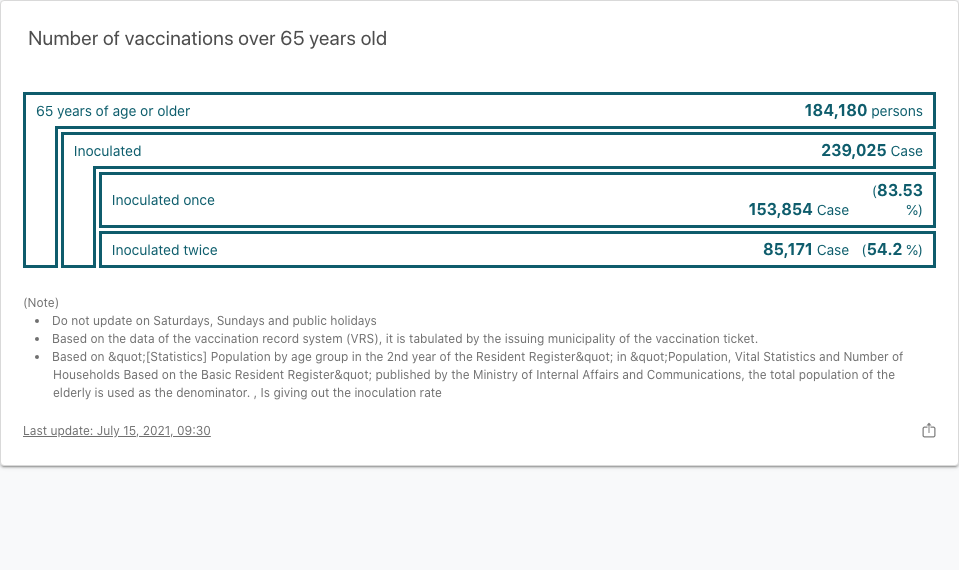 Number of vaccinations over 65 years old
65 years of age or older 184,180 persons
Inoculated 239,025 Case
Inoculated once 153,854 Case (83.53 %)
Inoculated twice 85,171 Case (54.2 %)
(Note)
• Do not update on Saturdays, Sundays and public holidays
• Based on the data of the vaccination record system (VRS), it is tabulated by the issuing municipality of the vaccination ticket.
• Based on &quot;[Statistics] Population by age group in the 2nd year of the Resident Register&quot; in &quot;Population, Vital Statistics and Number of
Households Based on the Basic Resident Register&quot; published by the Ministry of Internal Affairs and Communications, the total population of the
elderly is used as the denominator. , Is giving out the inoculation rate
Last update: July 15, 2021, 09:30